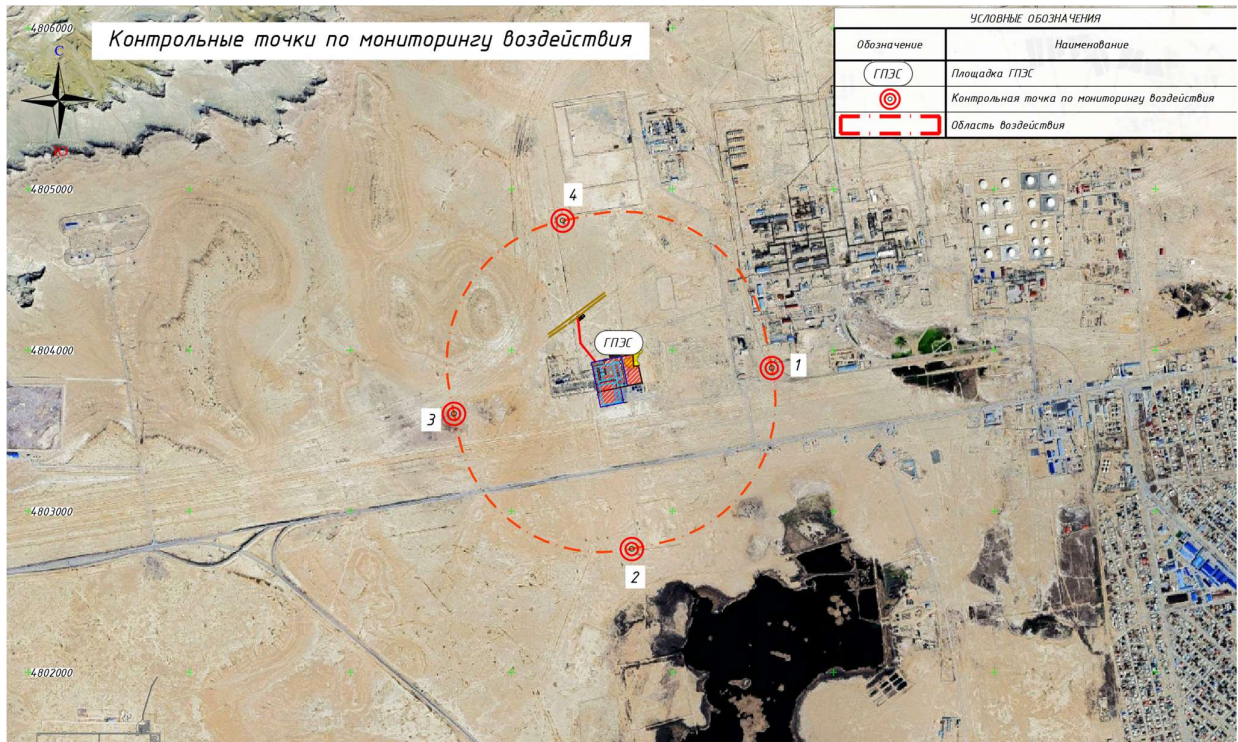 4806000
С
Ю
Контрольные точки по мониторингу воздействия
УСЛОВНЫЕ ОБОЗНАЧЕНИЯ
Обозначение
Наименование
ГПЭС
Площадка ГПЭС
Контрольная точка по мониторингу воздействия
Область воздействия
4805000
4
4804000
ГПЭС
1
3
4803000
2
4802000